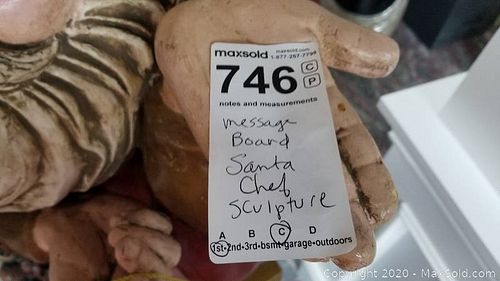 maxsold maxsold.com
1-877-257-7799
746 C
P
notes and measurements
message
Board
Santa
Chef
Sculpture
A B C D
1st-2nd-3rd-bsmt-garage-outdoors
Copyright 2020 - MaxSold.com